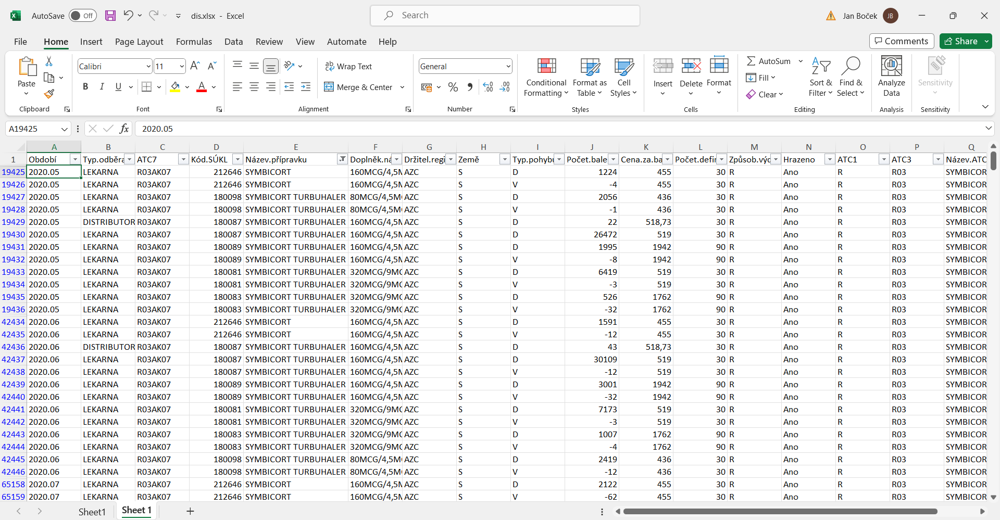 AutoSave Off dis.xlsx - Excel Search Jan Boček JB
File Home Insert Page Layout Formulas Data Review View Automate Help Comments Share
Paste Calibri 11 Wrap Text General Conditional Formatting Format as Table Cell Styles Insert Delete Format AutoSum Sort & Filter Find & Select Analyze Data Sensitivity
B I U Merge & Center % Fill
Clear
Clipboard Font Alignment Number Styles Cells Editing Analysis Sensitivity
A19425 fx 2020.05
A B C D E F G H I J K L M N O P Q
1 Období Typ.odběra ATC7 Kód.SÚKL Název.přípravku Doplněk.ná Držitel.regi Země Typ.pohybu Počet.bale Cena.za.ba Počet.defin Způsob.výd Hrazeno ATC1 ATC3 Název.ATC
19425 2020.05 LEKARNA R03AK07 212646 SYMBICORT 160MCG/4,5M AZC S D 1224 455 30 R Ano R R03 SYMBICOR
19426 2020.05 LEKARNA R03AK07 212646 SYMBICORT 160MCG/4,5M AZC S V -4 455 30 R Ano R R03 SYMBICOR
19427 2020.05 LEKARNA R03AK07 180098 SYMBICORT TURBUHALER 80MCG/4,5MC AZC S D 2056 436 30 R Ano R R03 SYMBICOR
19428 2020.05 LEKARNA R03AK07 180098 SYMBICORT TURBUHALER 80MCG/4,5MC AZC S V -1 436 30 R Ano R R03 SYMBICOR
19429 2020.05 DISTRIBUTOR R03AK07 180087 SYMBICORT TURBUHALER 160MCG/4,5M AZC S D 22 518,73 30 R Ano R R03 SYMBICOR
19430 2020.05 LEKARNA R03AK07 180087 SYMBICORT TURBUHALER 160MCG/4,5M AZC S D 26472 519 30 R Ano R R03 SYMBICOR
19431 2020.05 LEKARNA R03AK07 180089 SYMBICORT TURBUHALER 160MCG/4,5M AZC S D 1995 1942 90 R Ano R R03 SYMBICOR
19432 2020.05 LEKARNA R03AK07 180089 SYMBICORT TURBUHALER 160MCG/4,5M AZC S V -8 1942 90 R Ano R R03 SYMBICOR
19433 2020.05 LEKARNA R03AK07 180081 SYMBICORT TURBUHALER 320MCG/9MC AZC S D 6419 519 30 R Ano R R03 SYMBICOR
19434 2020.05 LEKARNA R03AK07 180081 SYMBICORT TURBUHALER 320MCG/9MC AZC S V -3 519 30 R Ano R R03 SYMBICOR
19435 2020.05 LEKARNA R03AK07 180083 SYMBICORT TURBUHALER 320MCG/9MC AZC S D 526 1762 90 R Ano R R03 SYMBICOR
19436 2020.05 LEKARNA R03AK07 180083 SYMBICORT TURBUHALER 320MCG/9MC AZC S V -32 1762 90 R Ano R R03 SYMBICOR
42434 2020.06 LEKARNA R03AK07 212646 SYMBICORT 160MCG/4,5M AZC S D 1591 455 30 R Ano R R03 SYMBICOR
42435 2020.06 LEKARNA R03AK07 212646 SYMBICORT 160MCG/4,5M AZC S V -12 455 30 R Ano R R03 SYMBICOR
42436 2020.06 DISTRIBUTOR R03AK07 180087 SYMBICORT TURBUHALER 160MCG/4,5M AZC S D 43 518,73 30 R Ano R R03 SYMBICOR
42437 2020.06 LEKARNA R03AK07 180087 SYMBICORT TURBUHALER 160MCG/4,5M AZC S D 30109 519 30 R Ano R R03 SYMBICOR
42438 2020.06 LEKARNA R03AK07 180087 SYMBICORT TURBUHALER 160MCG/4,5M AZC S V -12 519 30 R Ano R R03 SYMBICOR
42439 2020.06 LEKARNA R03AK07 180089 SYMBICORT TURBUHALER 160MCG/4,5M AZC S D 3001 1942 90 R Ano R R03 SYMBICOR
42440 2020.06 LEKARNA R03AK07 180089 SYMBICORT TURBUHALER 160MCG/4,5M AZC S V -32 1942 90 R Ano R R03 SYMBICOR
42441 2020.06 LEKARNA R03AK07 180081 SYMBICORT TURBUHALER 320MCG/9MC AZC S D 7173 519 30 R Ano R R03 SYMBICOR
42442 2020.06 LEKARNA R03AK07 180081 SYMBICORT TURBUHALER 320MCG/9MC AZC S V -3 519 30 R Ano R R03 SYMBICOR
42443 2020.06 LEKARNA R03AK07 180083 SYMBICORT TURBUHALER 320MCG/9MC AZC S D 1007 1762 90 R Ano R R03 SYMBICOR
42444 2020.06 LEKARNA R03AK07 180083 SYMBICORT TURBUHALER 320MCG/9MC AZC S V -4 1762 90 R Ano R R03 SYMBICOR
42445 2020.06 LEKARNA R03AK07 180098 SYMBICORT TURBUHALER 80MCG/4,5MC AZC S D 2419 436 30 R Ano R R03 SYMBICOR
42446 2020.06 LEKARNA R03AK07 180098 SYMBICORT TURBUHALER 80MCG/4,5MC AZC S V -12 436 30 R Ano R R03 SYMBICOR
65158 2020.07 LEKARNA R03AK07 212646 SYMBICORT 160MCG/4,5M AZC S D 2122 455 30 R Ano R R03 SYMBICOR
65159 2020.07 LEKARNA R03AK07 212646 SYMBICORT 160MCG/4,5M AZC S V -62 455 30 R Ano R R03 SYMBICOR
Sheet1 Sheet 1